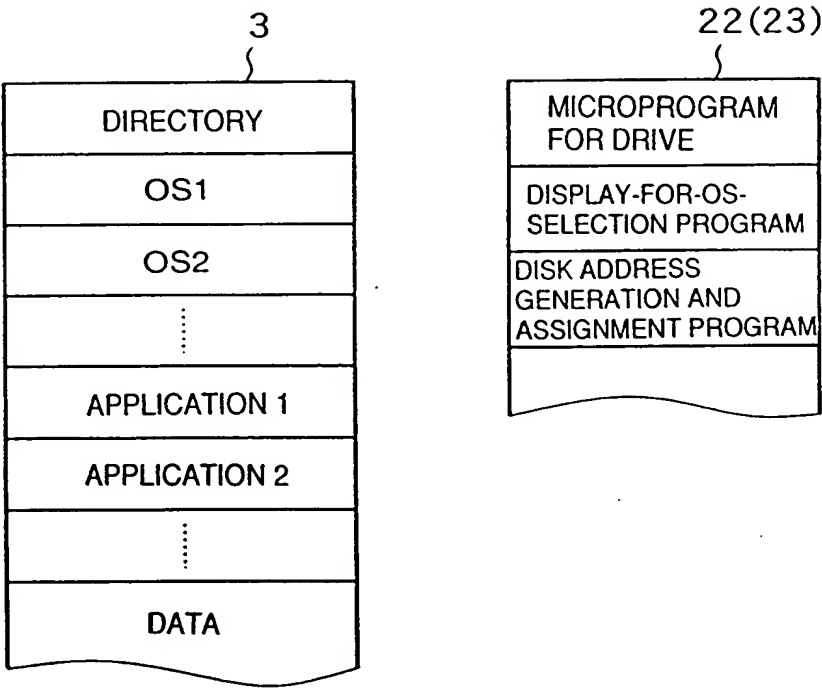 3
DIRECTORY
OS1
OS2
APPLICATION 1
APPLICATION 2
DATA
22(23)
MICROPROGRAM
FOR DRIVE
DISPLAY-FOR-OS-
SELECTION PROGRAM
DISK ADDRESS
GENERATION AND
ASSIGNMENT PROGRAM